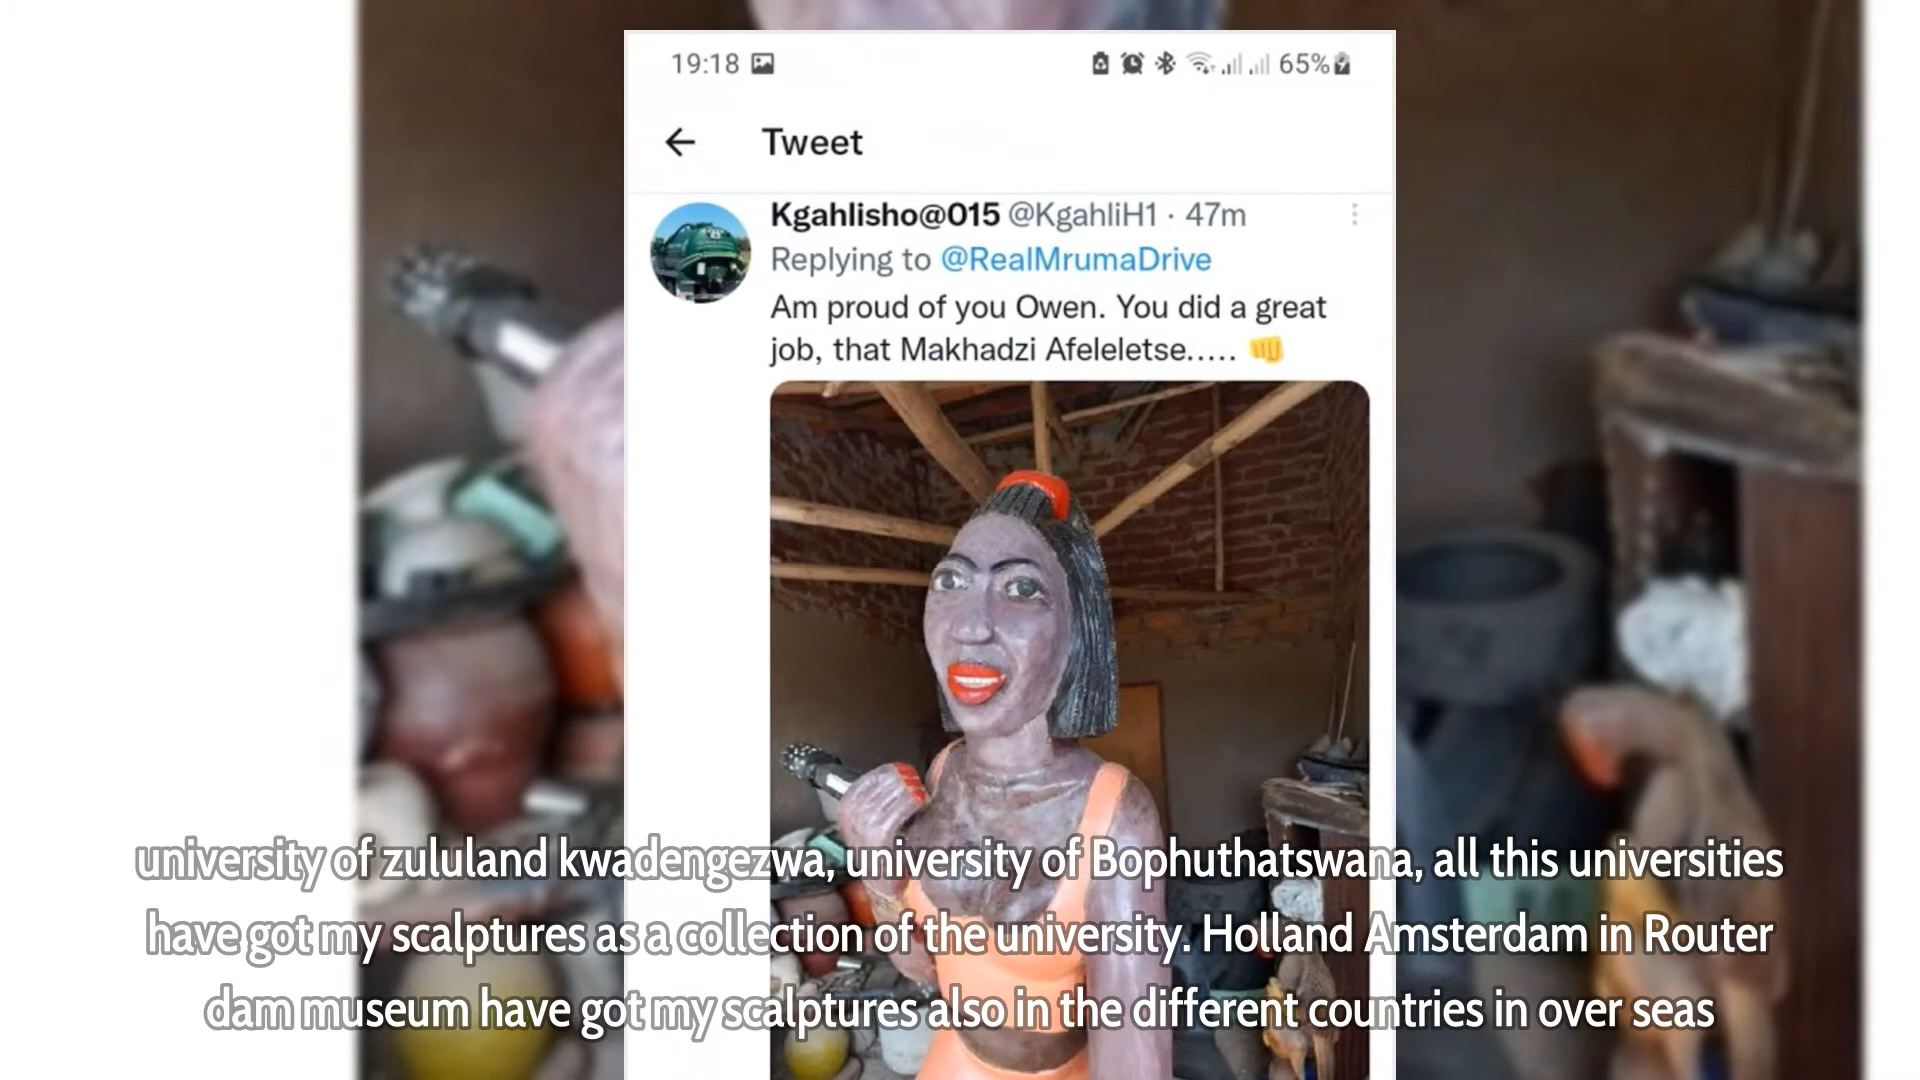 19:18 65%
Tweet
Kgahlisho@015 @KgahliH1 · 47m
Replying to @RealMrumaDrive
Am proud of you Owen. You did a great
job, that Makhadzi Afeleletse..... 👊
university of zululand kwadengezwa, university of Bophuthatswana, all this universities
have got my scalptures as a collection of the university. Holland Amsterdam in Router
dam museum have got my scalptures also in the different countries in over seas